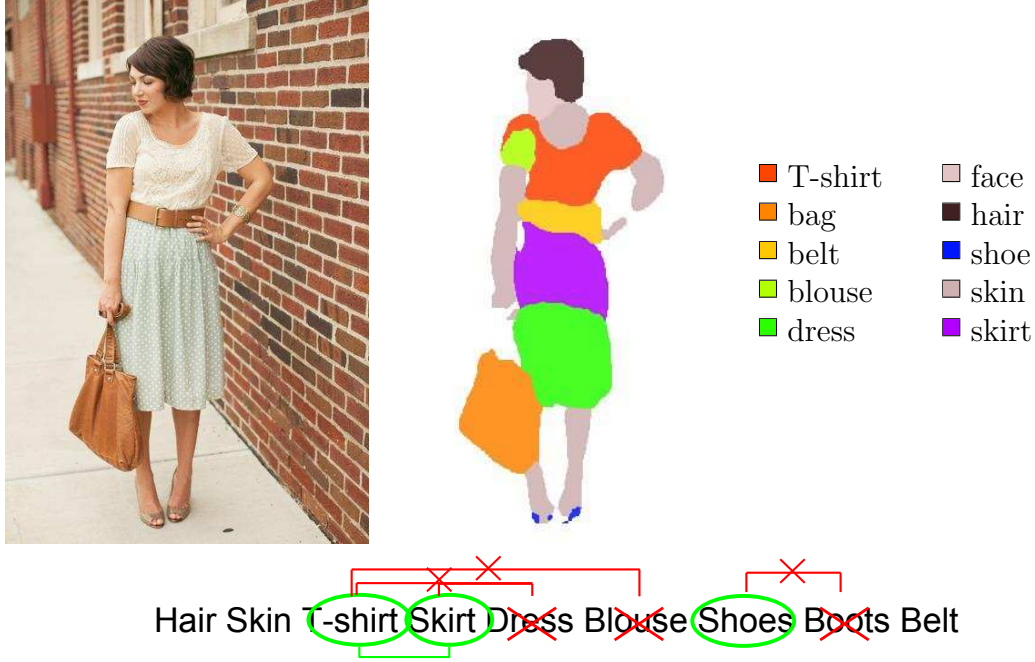 T-shirt face
bag hair
belt shoe
blouse skin
dress skirt
Hair Skin T-shirt Skirt Dress Blouse Shoes Boots Belt